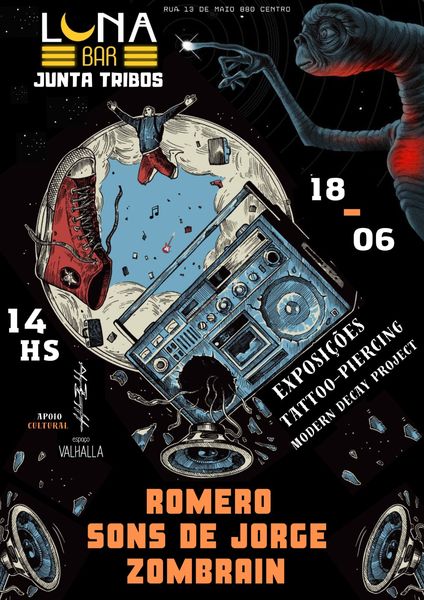 RUA 13 DE MAIO 880 CENTRO
LUNA
BAR
JUNTA TRIBOS
18
-
06
14
HS
EXPOSIÇÕES
TATTOO-PIERCING
MODERN DECAY PROJECT
APOIO
CULTURAL
espaço
VALHALLA
ROMERO
SONS DE JORGE
ZOMBRAIN